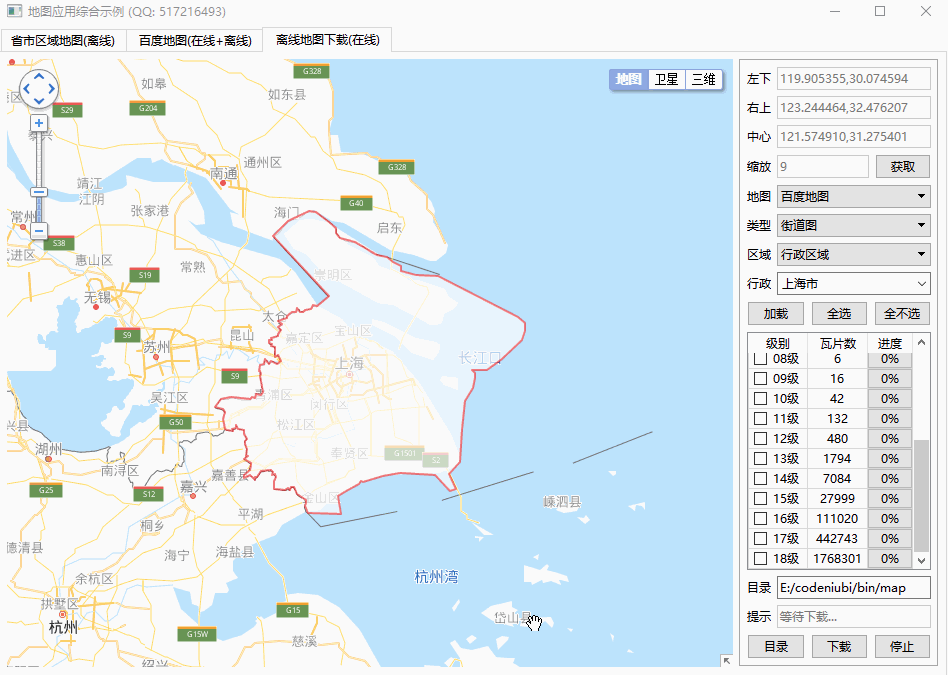 地图应用综合示例 (QQ: 517216493)
省市区域地图(离线)
百度地图(在线+离线)
离线地图下载(在线)
地图
卫星
三维
G328
如皋
如东县
S29
G204
泰兴
通州区
G328
南通
靖江
江阴
G40
海门
张家港
启东
常州
S38
武进区
惠山区
常熟
S19
崇明区
无锡
太仓
宝山区
S9
昆山
嘉定区
苏州
长江口
上海
S9
青浦区
吴江区
闵行区
G50
松江区
湖州
奉贤区
G1501
S2
南浔区
嘉善县
G25
S12
嘉兴
金山区
嵊泗县
平湖
桐乡
德清县
海宁
海盐县
余杭区
杭州湾
拱墅区
G15
岱山县
杭州
G15W
慈溪
绍兴
左下 119.905355,30.074594
右上 123.244464,32.476207
中心 121.574910,31.275401
缩放 9 获取
地图 百度地图
类型 街道图
区域 行政区域
行政 上海市
加载 全选 全不选
级别 瓦片数 进度
08级 6 0%
09级 16 0%
10级 42 0%
11级 132 0%
12级 480 0%
13级 1794 0%
14级 7084 0%
15级 27999 0%
16级 111020 0%
17级 442743 0%
18级 1768301 0%
目录 E:/codeniubi/bin/map
提示 等待下载...
目录 下载 停止